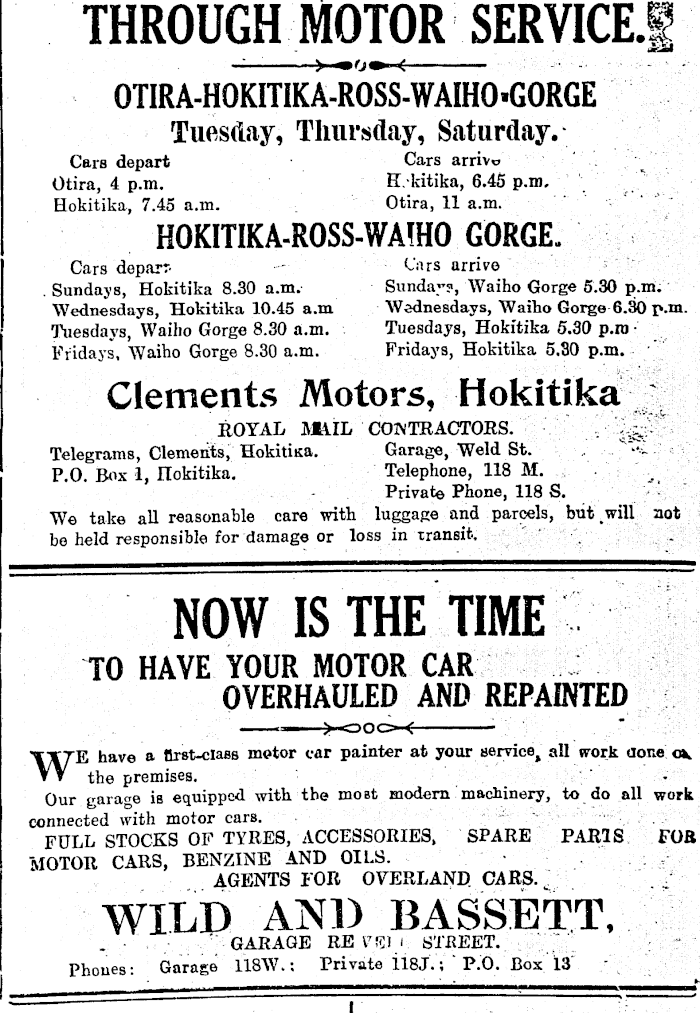 THROUGH MOTOR SERVICE.
OTIRA-HOKITIKA-ROSS-WAIHO-GORGE
Tuesday, Thursday, Saturday.
Cars depart Cars arrive
Otira, 4 p.m. Hokitika, 6.45 p.m.
Hokitika, 7.45 a.m. Otira, 11 a.m.
HOKITIKA-ROSS-WAIHO GORGE.
Cars depart Cars arrive
Sundays, Hokitika 8.30 a.m. Sundays, Waiho Gorge 5.30 p.m.
Wednesdays, Hokitika 10.45 a.m Wednesdays, Waiho Gorge 6.30 p.m.
Tuesdays, Waiho Gorge 8.30 a.m. Tuesdays, Hokitika 5.30 p.m
Fridays, Waiho Gorge 8.30 a.m. Fridays, Hokitika 5.30 p.m.
Clements Motors, Hokitika
ROYAL MAIL CONTRACTORS.
Telegrams, Clements, Hokitika. Garage, Weld St.
P.O. Box 1, Hokitika. Telephone, 118 M.
Private Phone, 118 S.
We take all reasonable care with luggage and parcels, but will not
be held responsible for damage or loss in transit.
NOW IS THE TIME
TO HAVE YOUR MOTOR CAR
OVERHAULED AND REPAINTED
WE have a first-class motor car painter at your service, all work done on
the premises.
Our garage is equipped with the most modern machinery, to do all work
connected with motor cars.
FULL STOCKS OF TYRES, ACCESSORIES, SPARE PARTS FOR
MOTOR CARS, BENZINE AND OILS.
AGENTS FOR OVERLAND CARS.
WILD AND BASSETT,
GARAGE REVELL STREET.
Phones: Garage 118W.; Private 118J.; P.O. Box 13